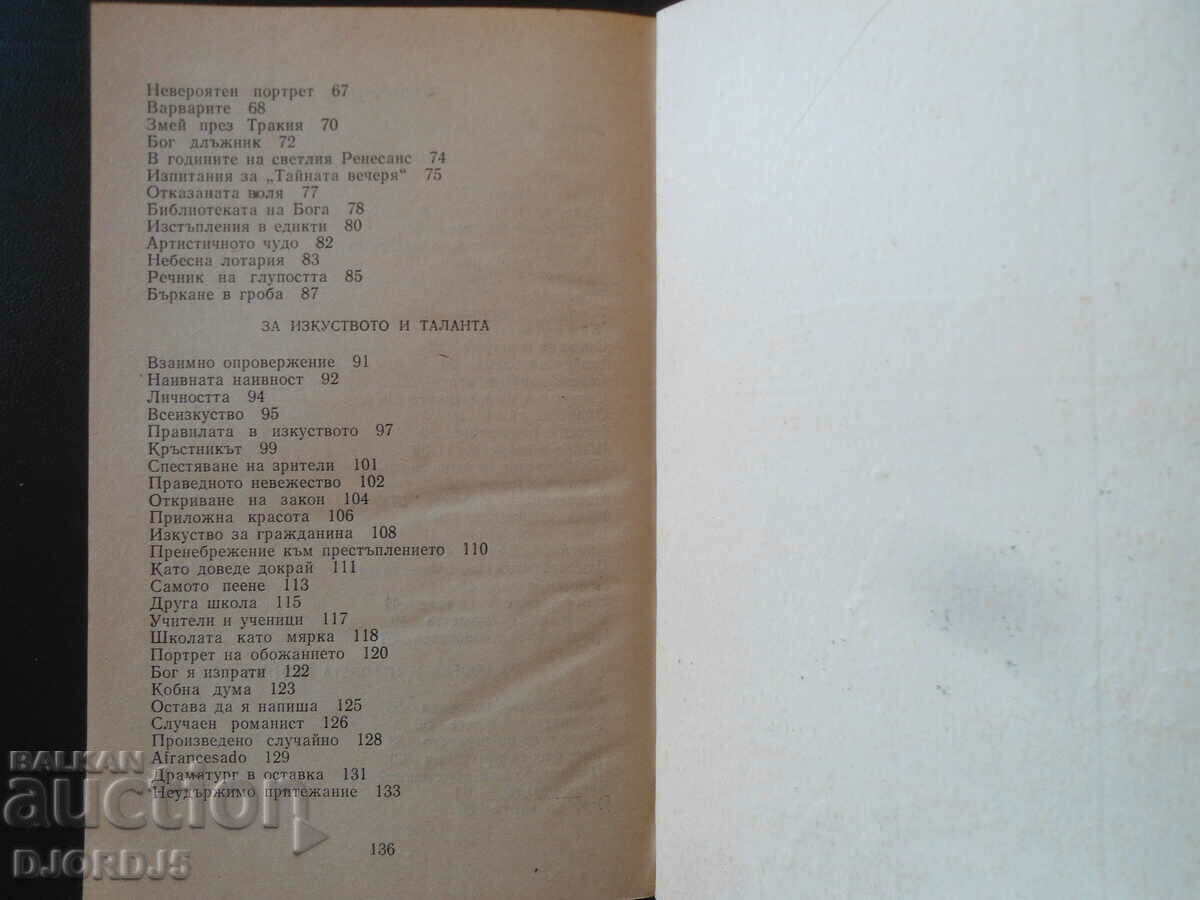 Невероятен портрет 67
Варварите 68
Змей през Тракия 70
Бог длъжник 72
В годините на светлия Ренесанс 74
Изпитания за „Тайната вечеря“ 75
Отказаната воля 77
Библиотеката на Бога 78
Изстъпления в едикти 80
Артистичното чудо 82
Небесна лотария 83
Речник на глупостта 85
Бъркане в гроба 87
ЗА ИЗКУСТВОТО И ТАЛАНТА
Взаимно опровержение 91
Наивната наивност 92
Личността 94
Всеизкуство 95
Правилата в изкуството 97
Кръстникът 99
Спестяване на зрители 101
Праведното невежество 102
Откриване на закон 104
Приложна красота 106
Изкуство за гражданина 108
Пренебрежение към престъплението 110
Като доведе докрай 111
Самото пеене 113
Друга школа 115
Учители и ученици 117
Школата като мярка 118
Портрет на обожанието 120
Бог я изпрати 122
Кобна дума 123
Остава да я напиша 125
Случаен романист 126
Произведено случайно 128
Afrancesado 129
Драматург в оставка 131
Неудържимо притежание 133
136
BALKAN
auction
DJORDJ5